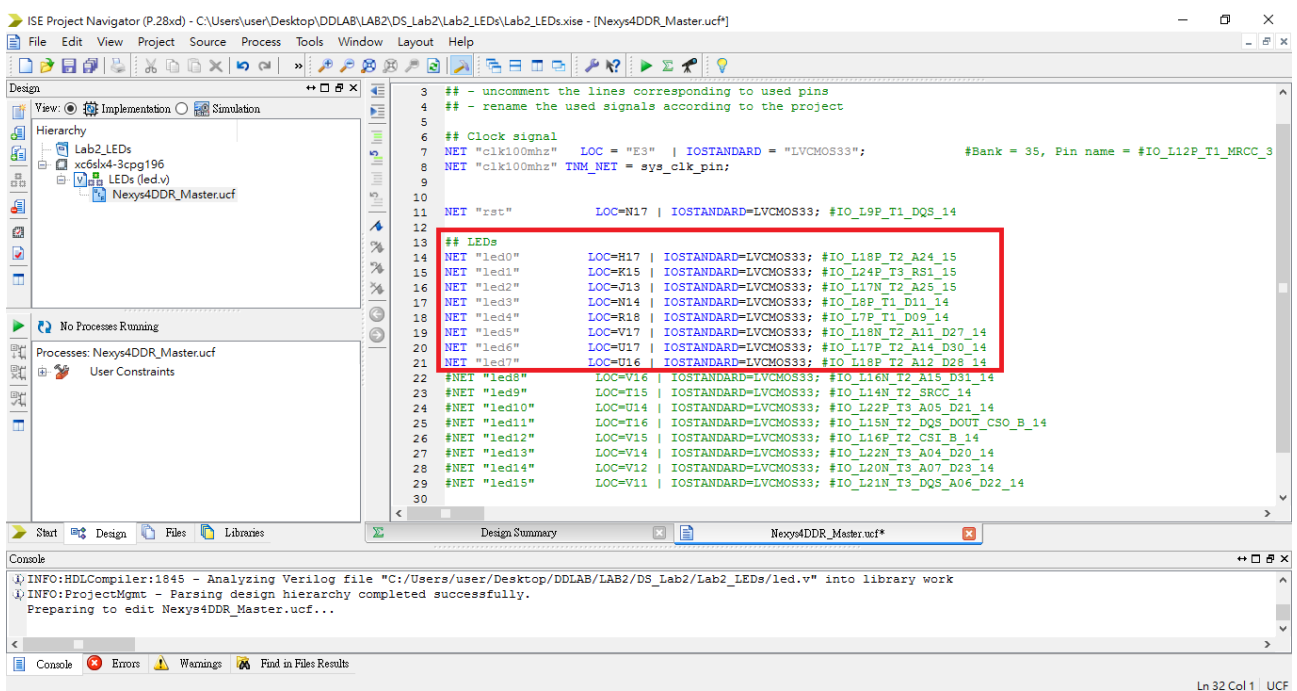 ISE Project Navigator (P.28xd) - C:\Users\user\Desktop\DDLAB\LAB2\DS_Lab2\Lab2_LEDs\Lab2_LEDs.xise - [Nexys4DDR_Master.ucf*]
File Edit View Project Source Process Tools Window Layout Help
Design
View: Implementation Simulation
Hierarchy
Lab2_LEDs
xc6slx4-3cpg196
LEDs (led.v)
Nexys4DDR_Master.ucf
No Processes Running
Processes: Nexys4DDR_Master.ucf
User Constraints
Start Design Files Libraries
3 ## - uncomment the lines corresponding to used pins
4 ## - rename the used signals according to the project
5
6 ## Clock signal
7 NET "clk100mhz" LOC = "E3" | IOSTANDARD = "LVCMOS33"; #Bank = 35, Pin name = #IO_L12P_T1_MRCC_3
8 NET "clk100mhz" TNM_NET = sys_clk_pin;
9
10
11 NET "rst" LOC=N17 | IOSTANDARD=LVCMOS33; #IO_L9P_T1_DQS_14
12
13 ## LEDs
14 NET "led0" LOC=H17 | IOSTANDARD=LVCMOS33; #IO_L18P_T2_A24_15
15 NET "led1" LOC=K15 | IOSTANDARD=LVCMOS33; #IO_L24P_T3_RS1_15
16 NET "led2" LOC=J13 | IOSTANDARD=LVCMOS33; #IO_L17N_T2_A25_15
17 NET "led3" LOC=N14 | IOSTANDARD=LVCMOS33; #IO_L8P_T1_D11_14
18 NET "led4" LOC=R18 | IOSTANDARD=LVCMOS33; #IO_L7P_T1_D09_14
19 NET "led5" LOC=V17 | IOSTANDARD=LVCMOS33; #IO_L18N_T2_A11_D27_14
20 NET "led6" LOC=U17 | IOSTANDARD=LVCMOS33; #IO_L17P_T2_A14_D30_14
21 NET "led7" LOC=U16 | IOSTANDARD=LVCMOS33; #IO_L18P_T2_A12_D28_14
22 #NET "led8" LOC=V16 | IOSTANDARD=LVCMOS33; #IO_L16N_T2_A15_D31_14
23 #NET "led9" LOC=T15 | IOSTANDARD=LVCMOS33; #IO_L14N_T2_SRCC_14
24 #NET "led10" LOC=U14 | IOSTANDARD=LVCMOS33; #IO_L22P_T3_A05_D21_14
25 #NET "led11" LOC=T16 | IOSTANDARD=LVCMOS33; #IO_L15N_T2_DQS_DOUT_CSO_B_14
26 #NET "led12" LOC=V15 | IOSTANDARD=LVCMOS33; #IO_L16P_T2_CSI_B_14
27 #NET "led13" LOC=V14 | IOSTANDARD=LVCMOS33; #IO_L22N_T3_A04_D20_14
28 #NET "led14" LOC=V12 | IOSTANDARD=LVCMOS33; #IO_L20N_T3_A07_D23_14
29 #NET "led15" LOC=V11 | IOSTANDARD=LVCMOS33; #IO_L21N_T3_DQS_A06_D22_14
30
Design Summary Nexys4DDR_Master.ucf*
Console
INFO:HDLCompiler:1845 - Analyzing Verilog file "C:/Users/user/Desktop/DDLAB/LAB2/DS_Lab2/Lab2_LEDs/led.v" into library work
INFO:ProjectMgmt - Parsing design hierarchy completed successfully.
Preparing to edit Nexys4DDR_Master.ucf...
Console Errors Warnings Find in Files Results
Ln 32 Col 1 UCF